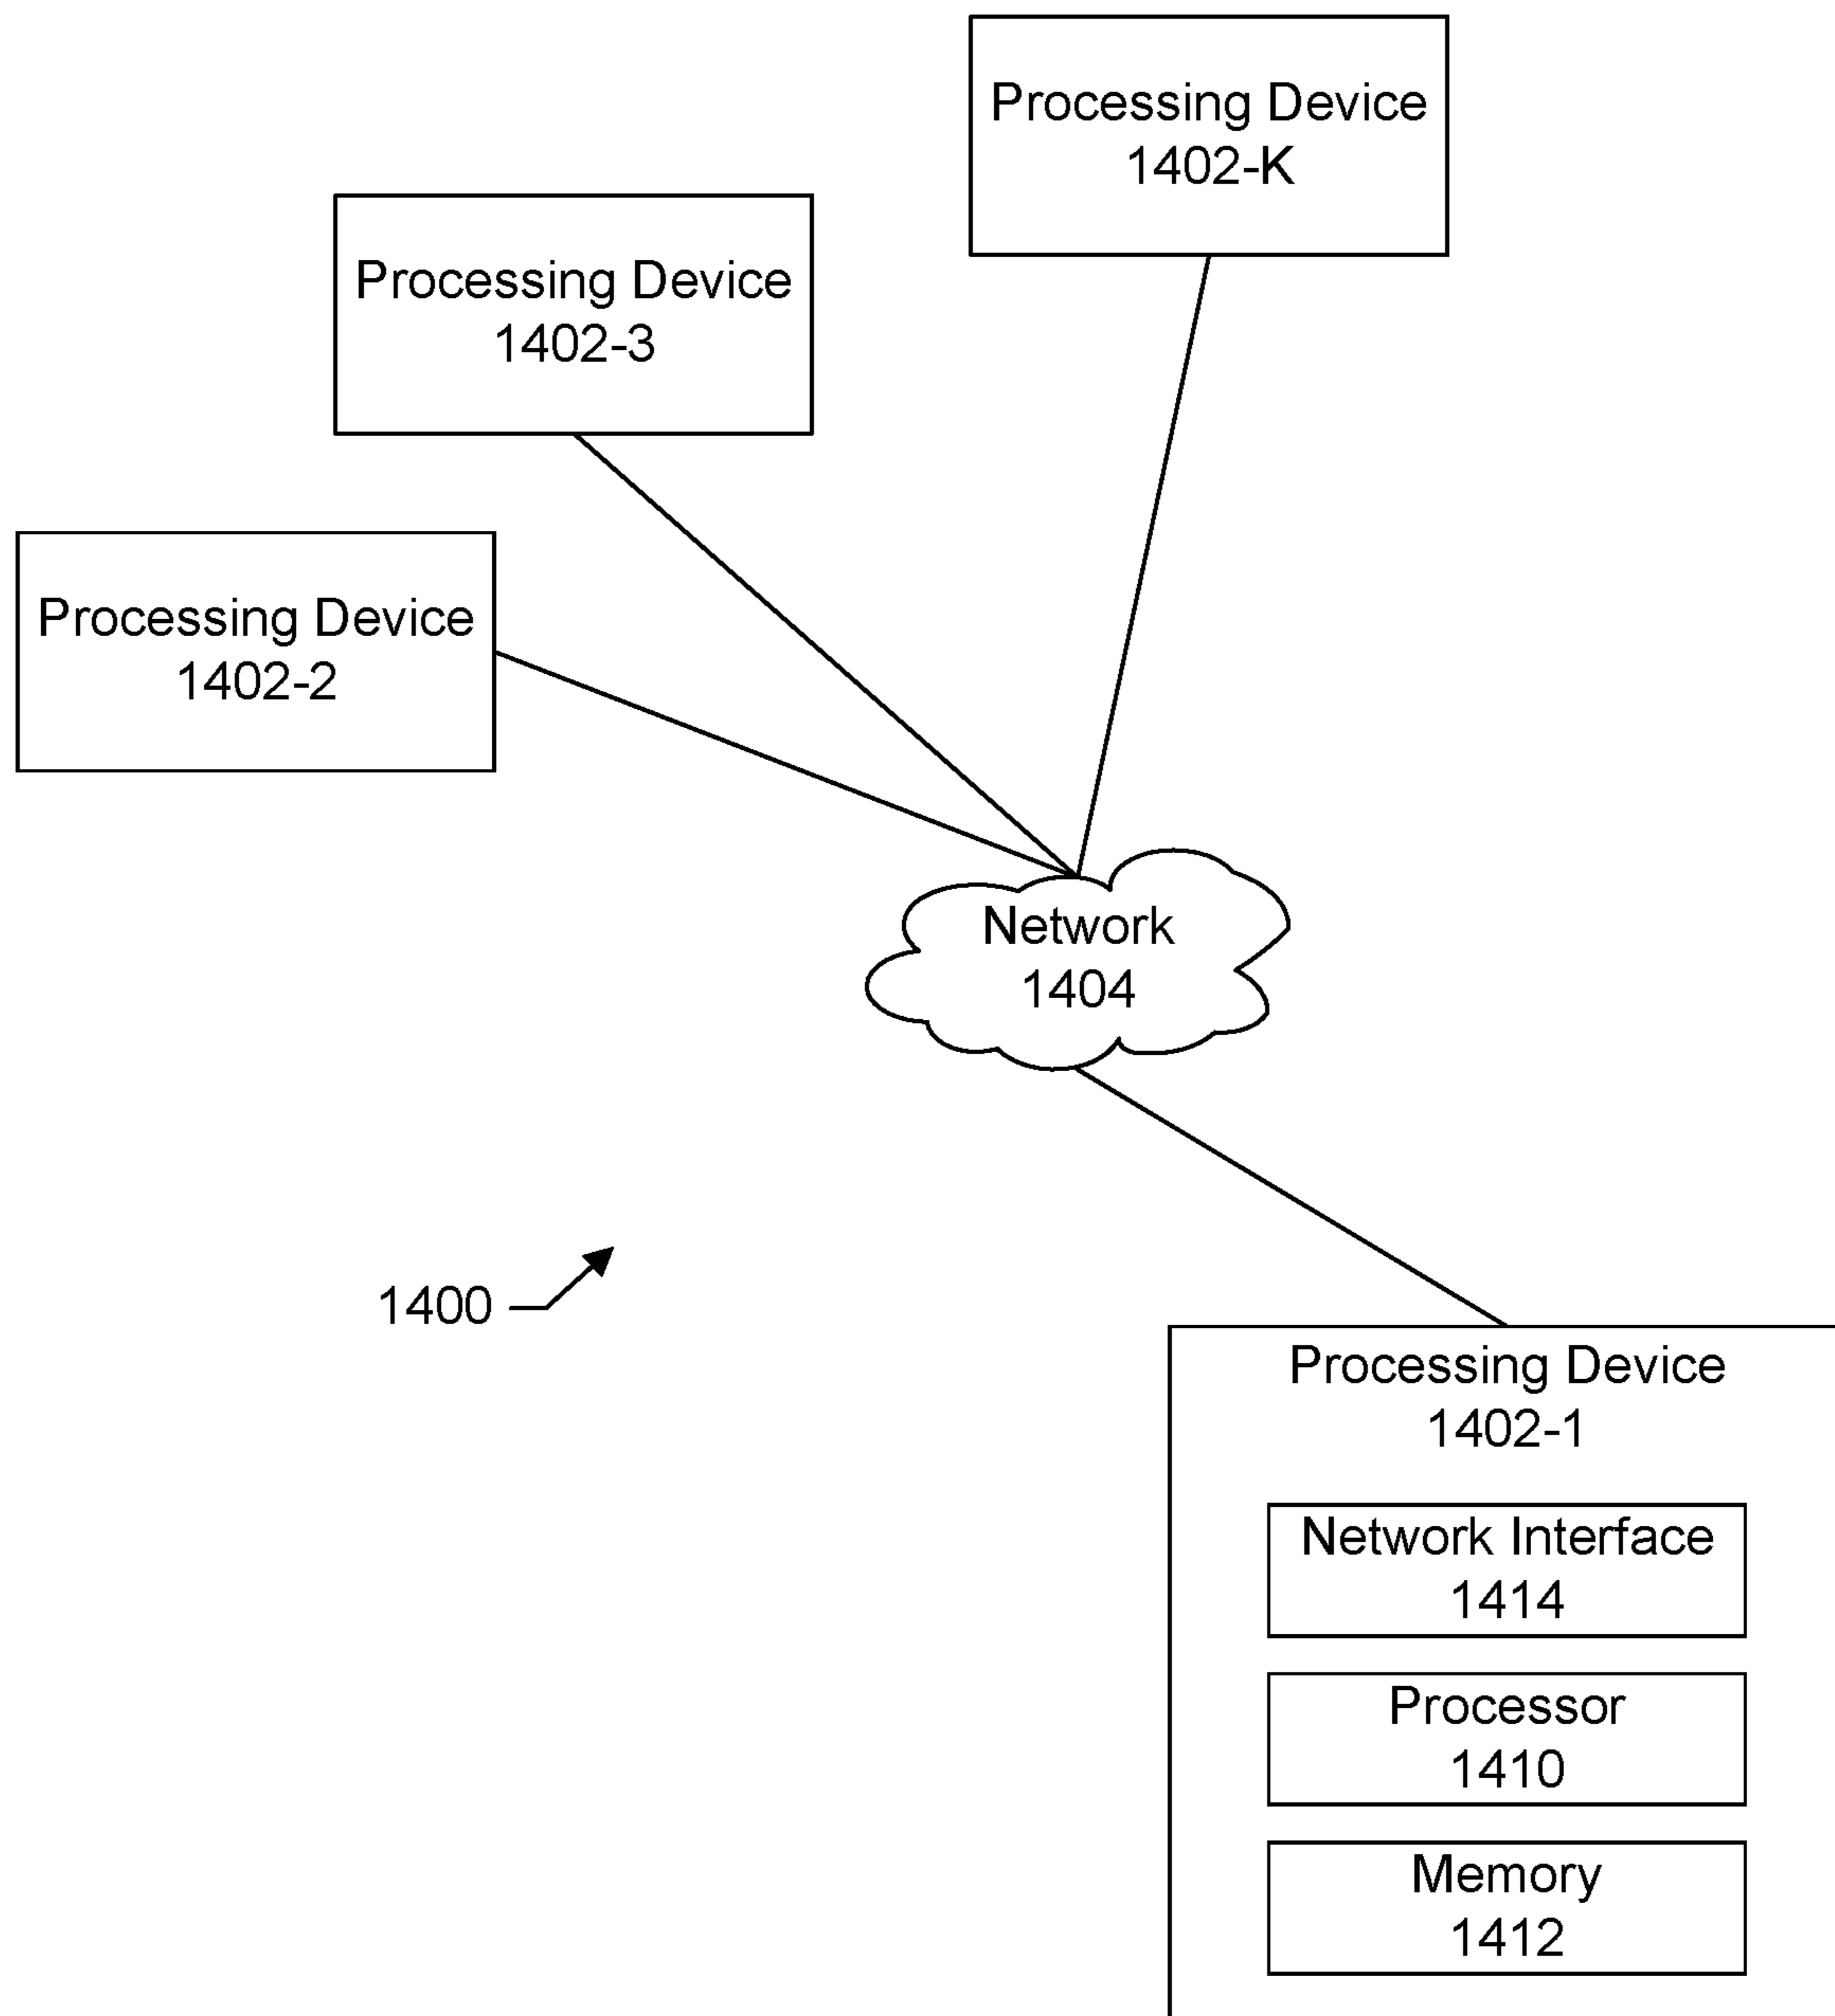 Processing Device
1402-K
Processing Device
1402-3
Processing Device
1402-2
Network
1404
1400
Processing Device
1402-1
Network Interface
1414
Processor
1410
Memory
1412